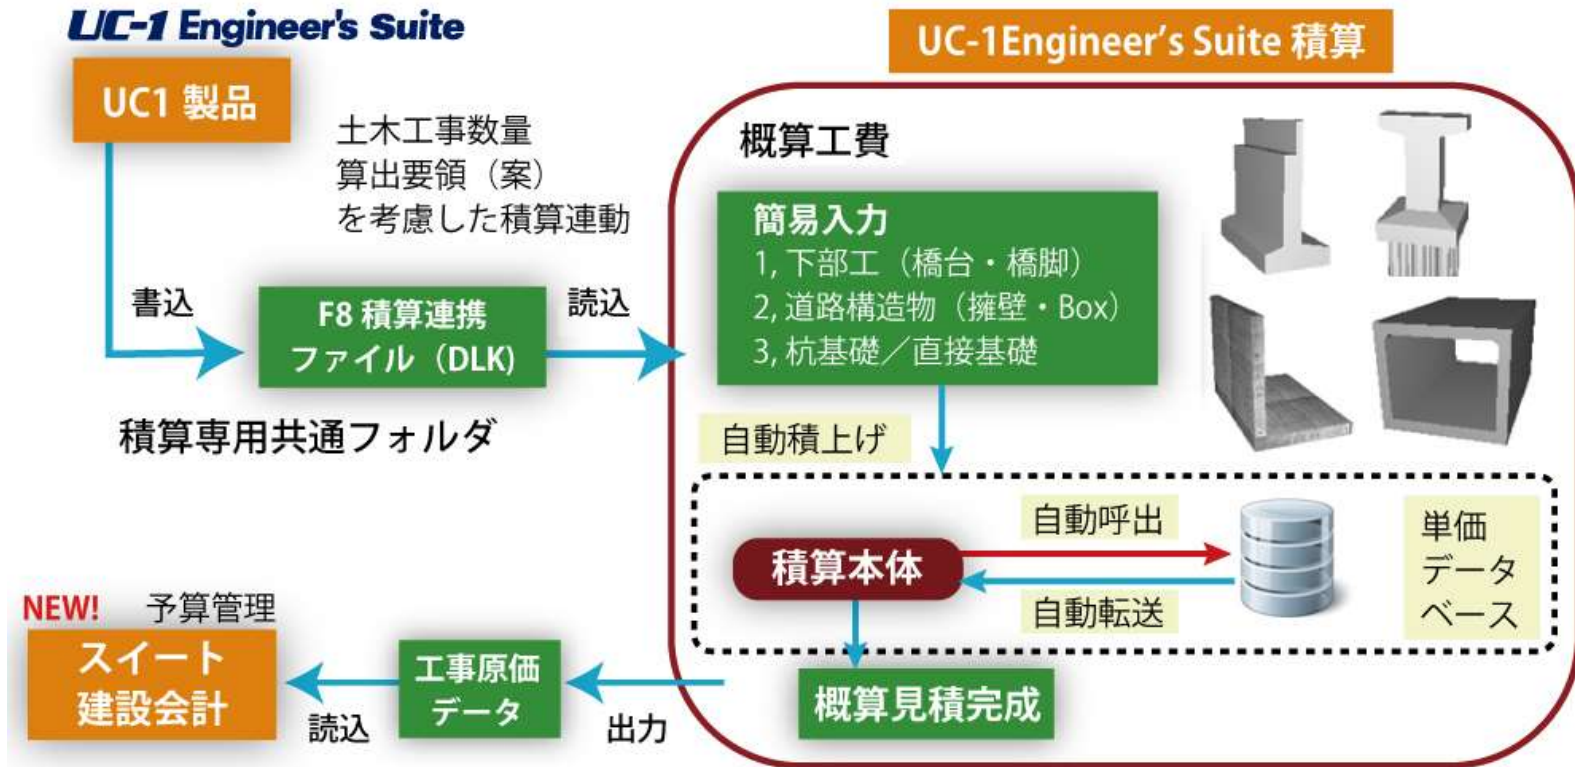 UC-1 Engineer's Suite
UC1 製品
土木工事数量
算出要領（案）
を考慮した積算連動
書込
F8 積算連携
ファイル（DLK)
読込
積算専用共通フォルダ
UC-1Engineer's Suite 積算
概算工費
簡易入力
1, 下部工（橋台・橋脚）
2, 道路構造物（擁壁・Box）
3, 杭基礎／直接基礎
自動積上げ
自動呼出
積算本体
自動転送
単価
データ
ベース
概算見積完成
出力
工事原価
データ
読込
NEW!
予算管理
スイート
建設会計